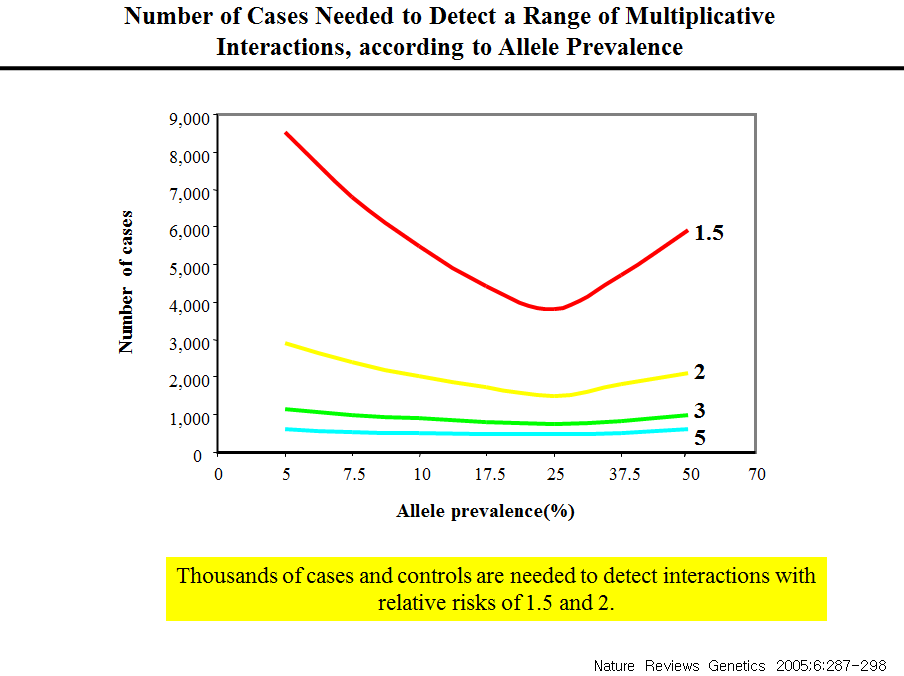 Number of Cases Needed to Detect a Range of Multiplicative
Interactions, according to Allele Prevalence
9,000
8,000
7,000
6,000
5,000
4,000
3,000
2,000
1,000
0
Number of cases
1.5
2
3
5
0 5 7.5 10 17.5 25 37.5 50 70
Allele prevalence(%)
Thousands of cases and controls are needed to detect interactions with
relative risks of 1.5 and 2.
Nature Reviews Genetics 2005;6:287-298